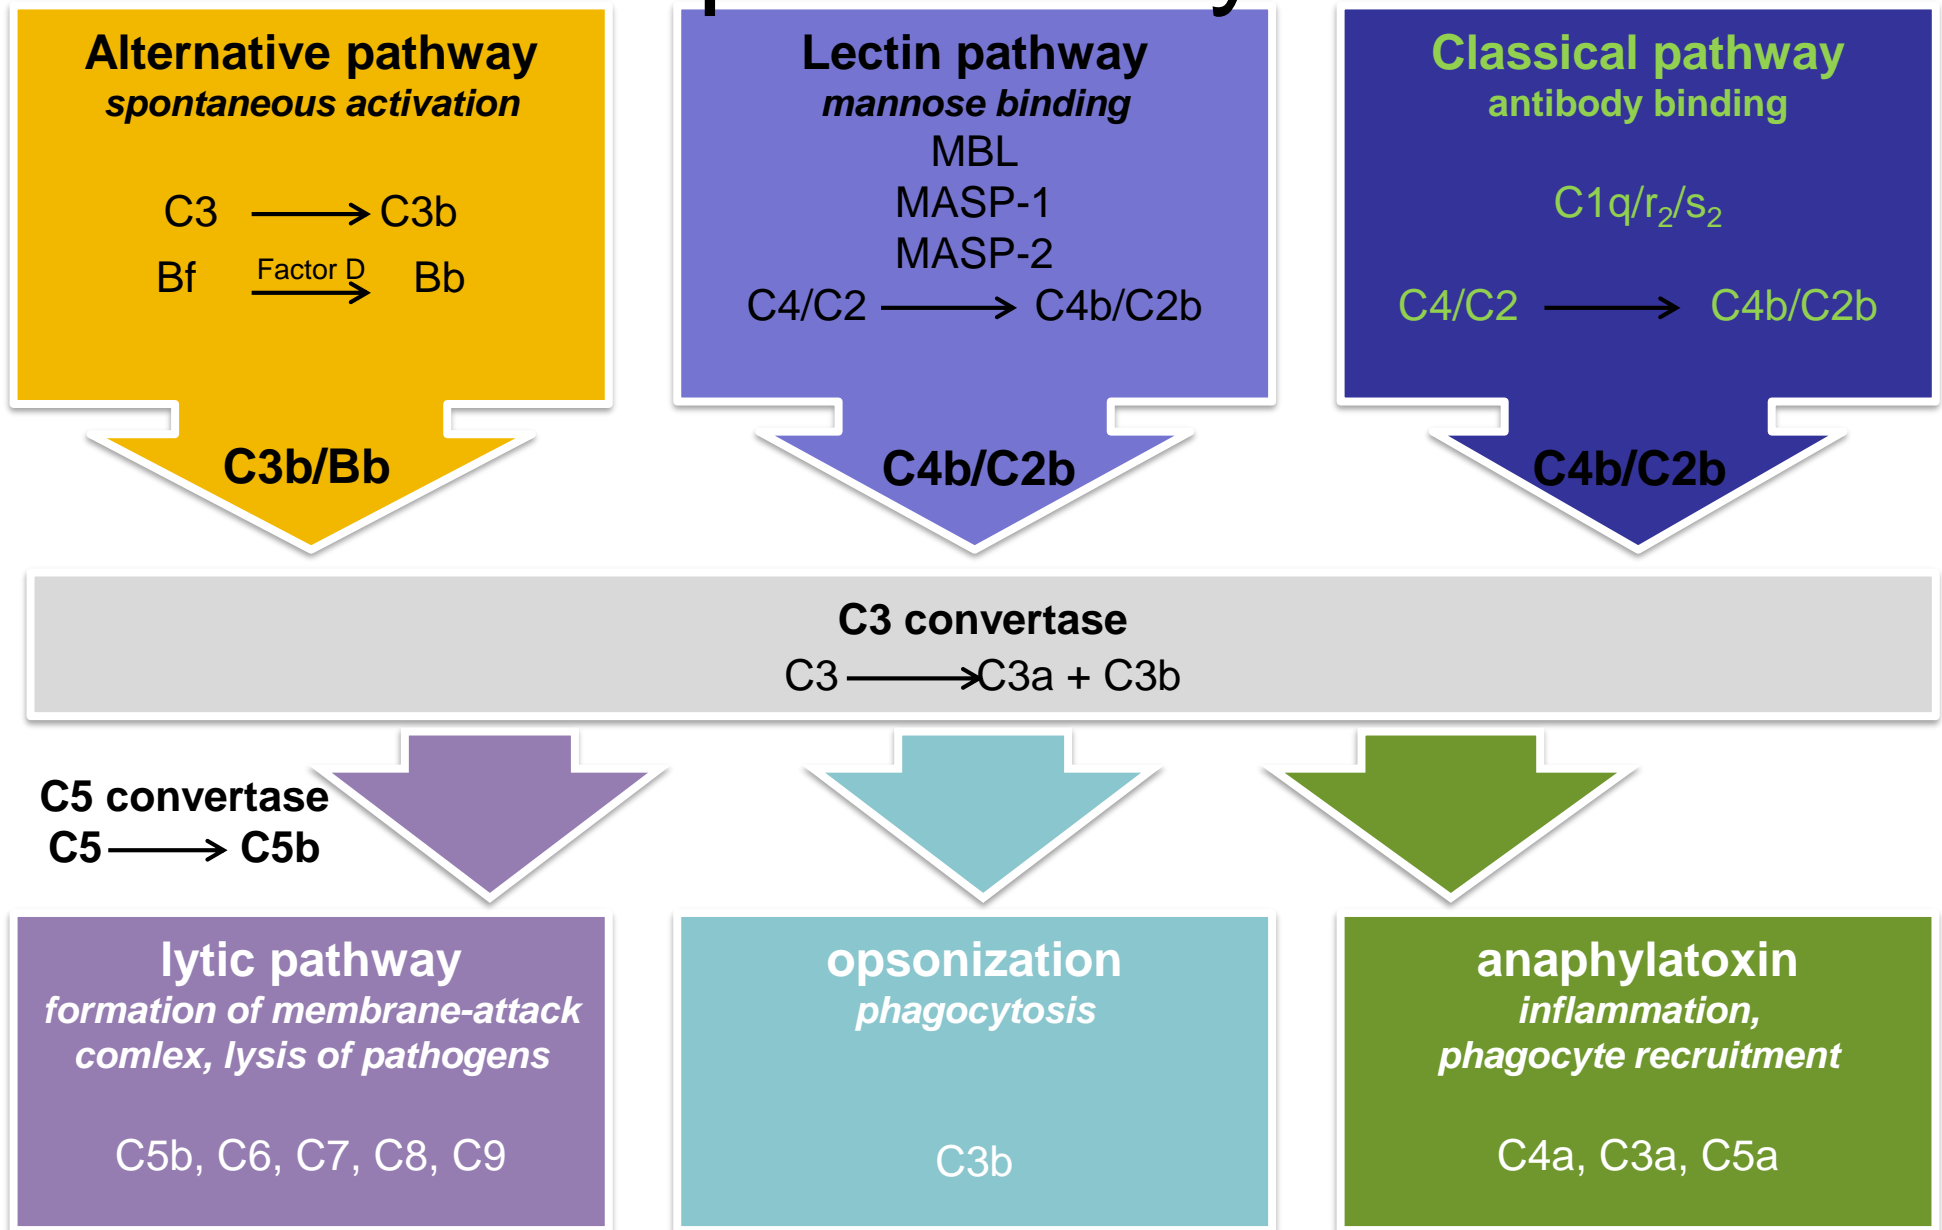 Alternative pathway
spontaneous activation
C3 → C3b
Bf Factor D → Bb
C3b/Bb
Lectin pathway
mannose binding
MBL
MASP-1
MASP-2
C4/C2 → C4b/C2b
C4b/C2b
Classical pathway
antibody binding
C1q/r₂/s₂
C4/C2 → C4b/C2b
C4b/C2b
C3 convertase
C3 → C3a + C3b
C5 convertase
C5 → C5b
lytic pathway
formation of membrane-attack
comlex, lysis of pathogens
C5b, C6, C7, C8, C9
opsonization
phagocytosis
C3b
anaphylatoxin
inflammation,
phagocyte recruitment
C4a, C3a, C5a